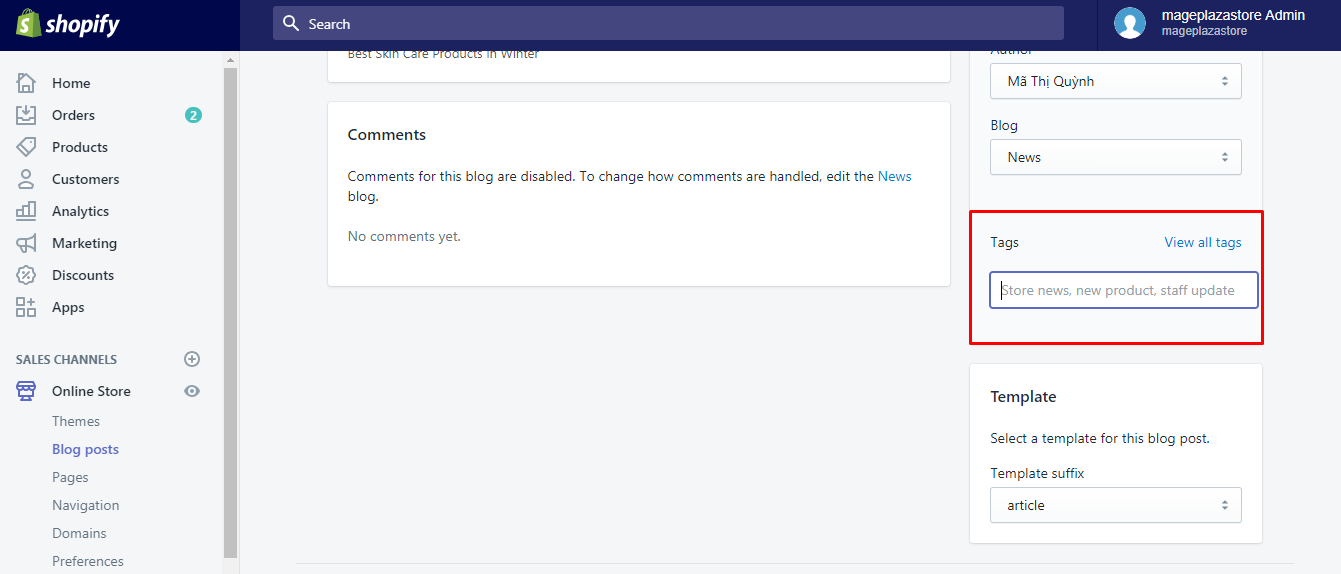 shopify
Search
mageplazastore Admin
mageplazastore
Home
Orders
2
Products
Customers
Analytics
Marketing
Discounts
Apps
SALES CHANNELS
Online Store
Themes
Blog posts
Pages
Navigation
Domains
Preferences
Best Skin Care Products in Winter
Comments
Comments for this blog are disabled. To change how comments are handled, edit the News
blog.
No comments yet.
Author
Mã Thị Quỳnh
Blog
News
Tags
View all tags
Store news, new product, staff update
Template
Select a template for this blog post.
Template suffix
article